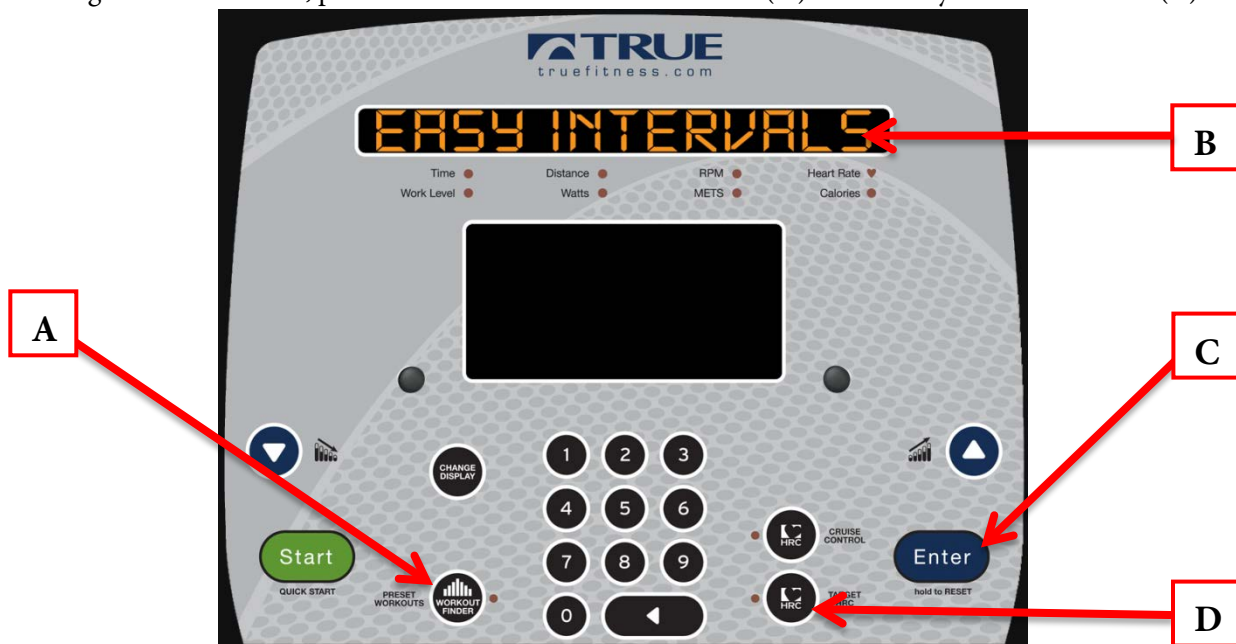 TRUE
truefitness.com
EASY INTERVALS
B
Time Distance RPM Heart Rate
Work Level Watts METS Calories
A
C
CHANGE DISPLAY
1 2 3
4 5 6
HRC CRUISE CONTROL
Start
QUICK START
7 8 9
Enter
hold to RESET
PRESET WORKOUTS
WORKOUT FINDER
HRC
0
D